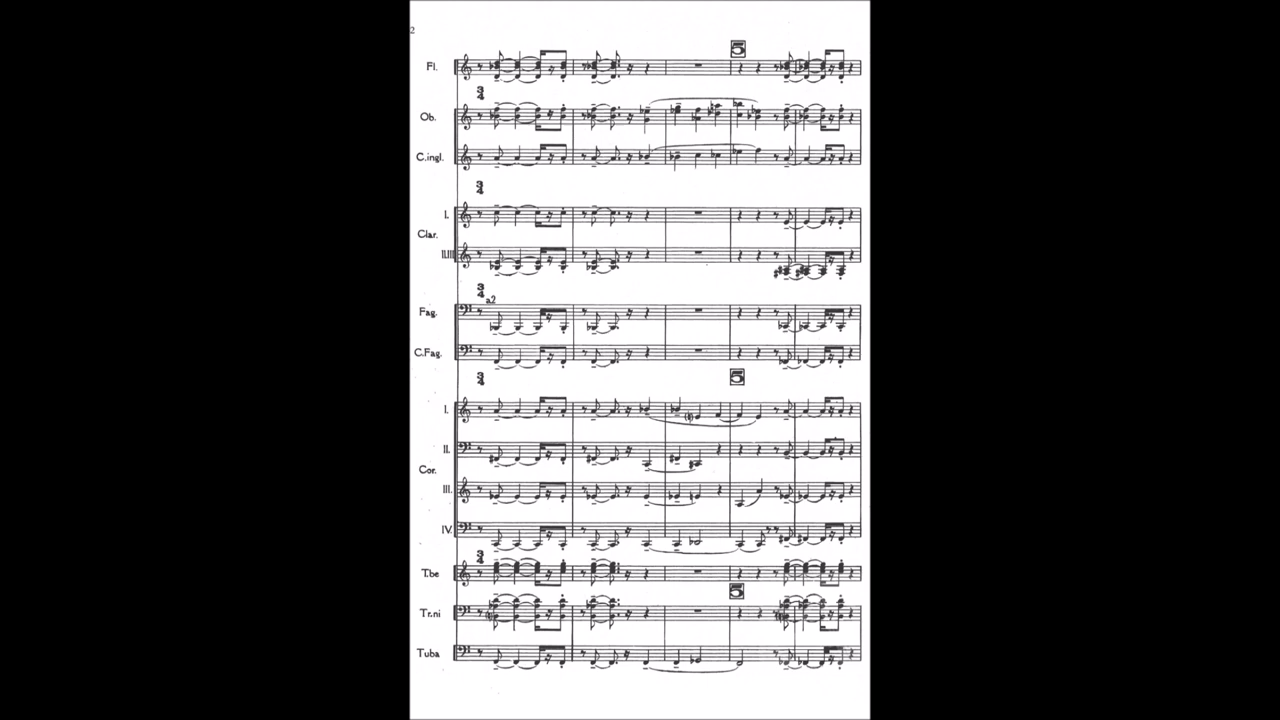 2
5
Fl.
3
4
Ob.
C.ingl.
3
4
I.
Clar.
II.III
3
4
a2
Fag.
C.Fag.
3
4
5
I.
II.
Cor.
III.
IV.
3
4
T.be
5
Tr.ni
Tuba